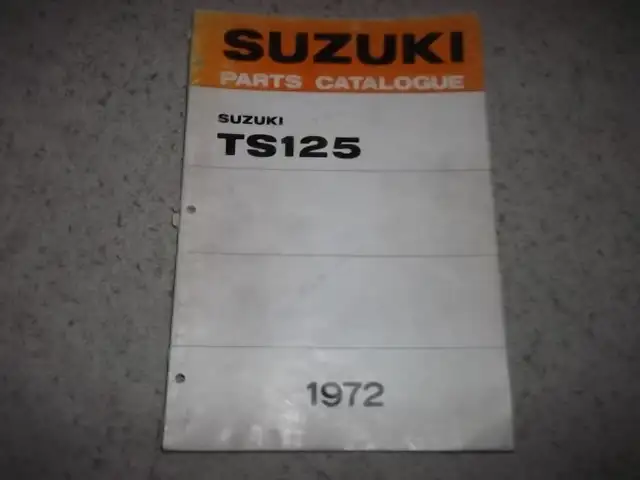 SUZUKI
PARTS CATALOGUE
SUZUKI
TS125
1972